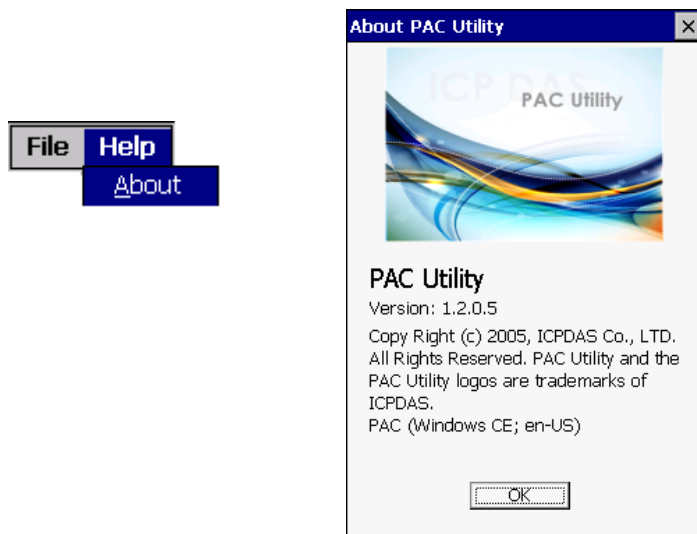 File Help
About
About PAC Utility
ICP DAS
PAC Utility
PAC Utility
Version: 1.2.0.5
Copy Right (c) 2005, ICPDAS Co., LTD.
All Rights Reserved. PAC Utility and the
PAC Utility logos are trademarks of
ICPDAS.
PAC (Windows CE; en-US)
OK